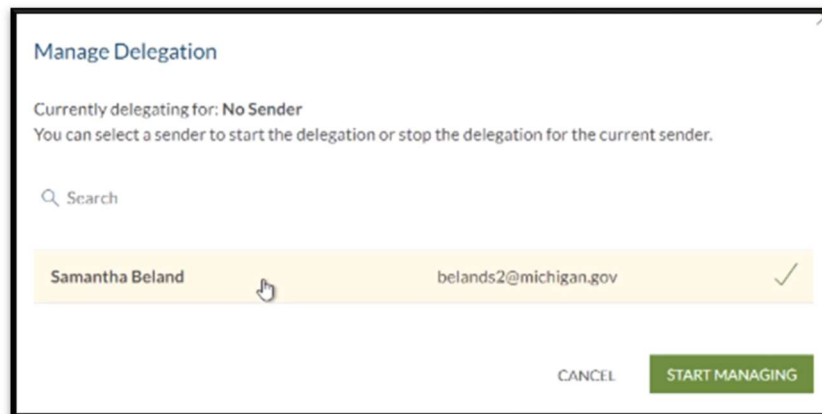 Manage Delegation
Currently delegating for: No Sender
You can select a sender to start the delegation or stop the delegation for the current sender.
Search
Samantha Beland belands2@michigan.gov
CANCEL START MANAGING